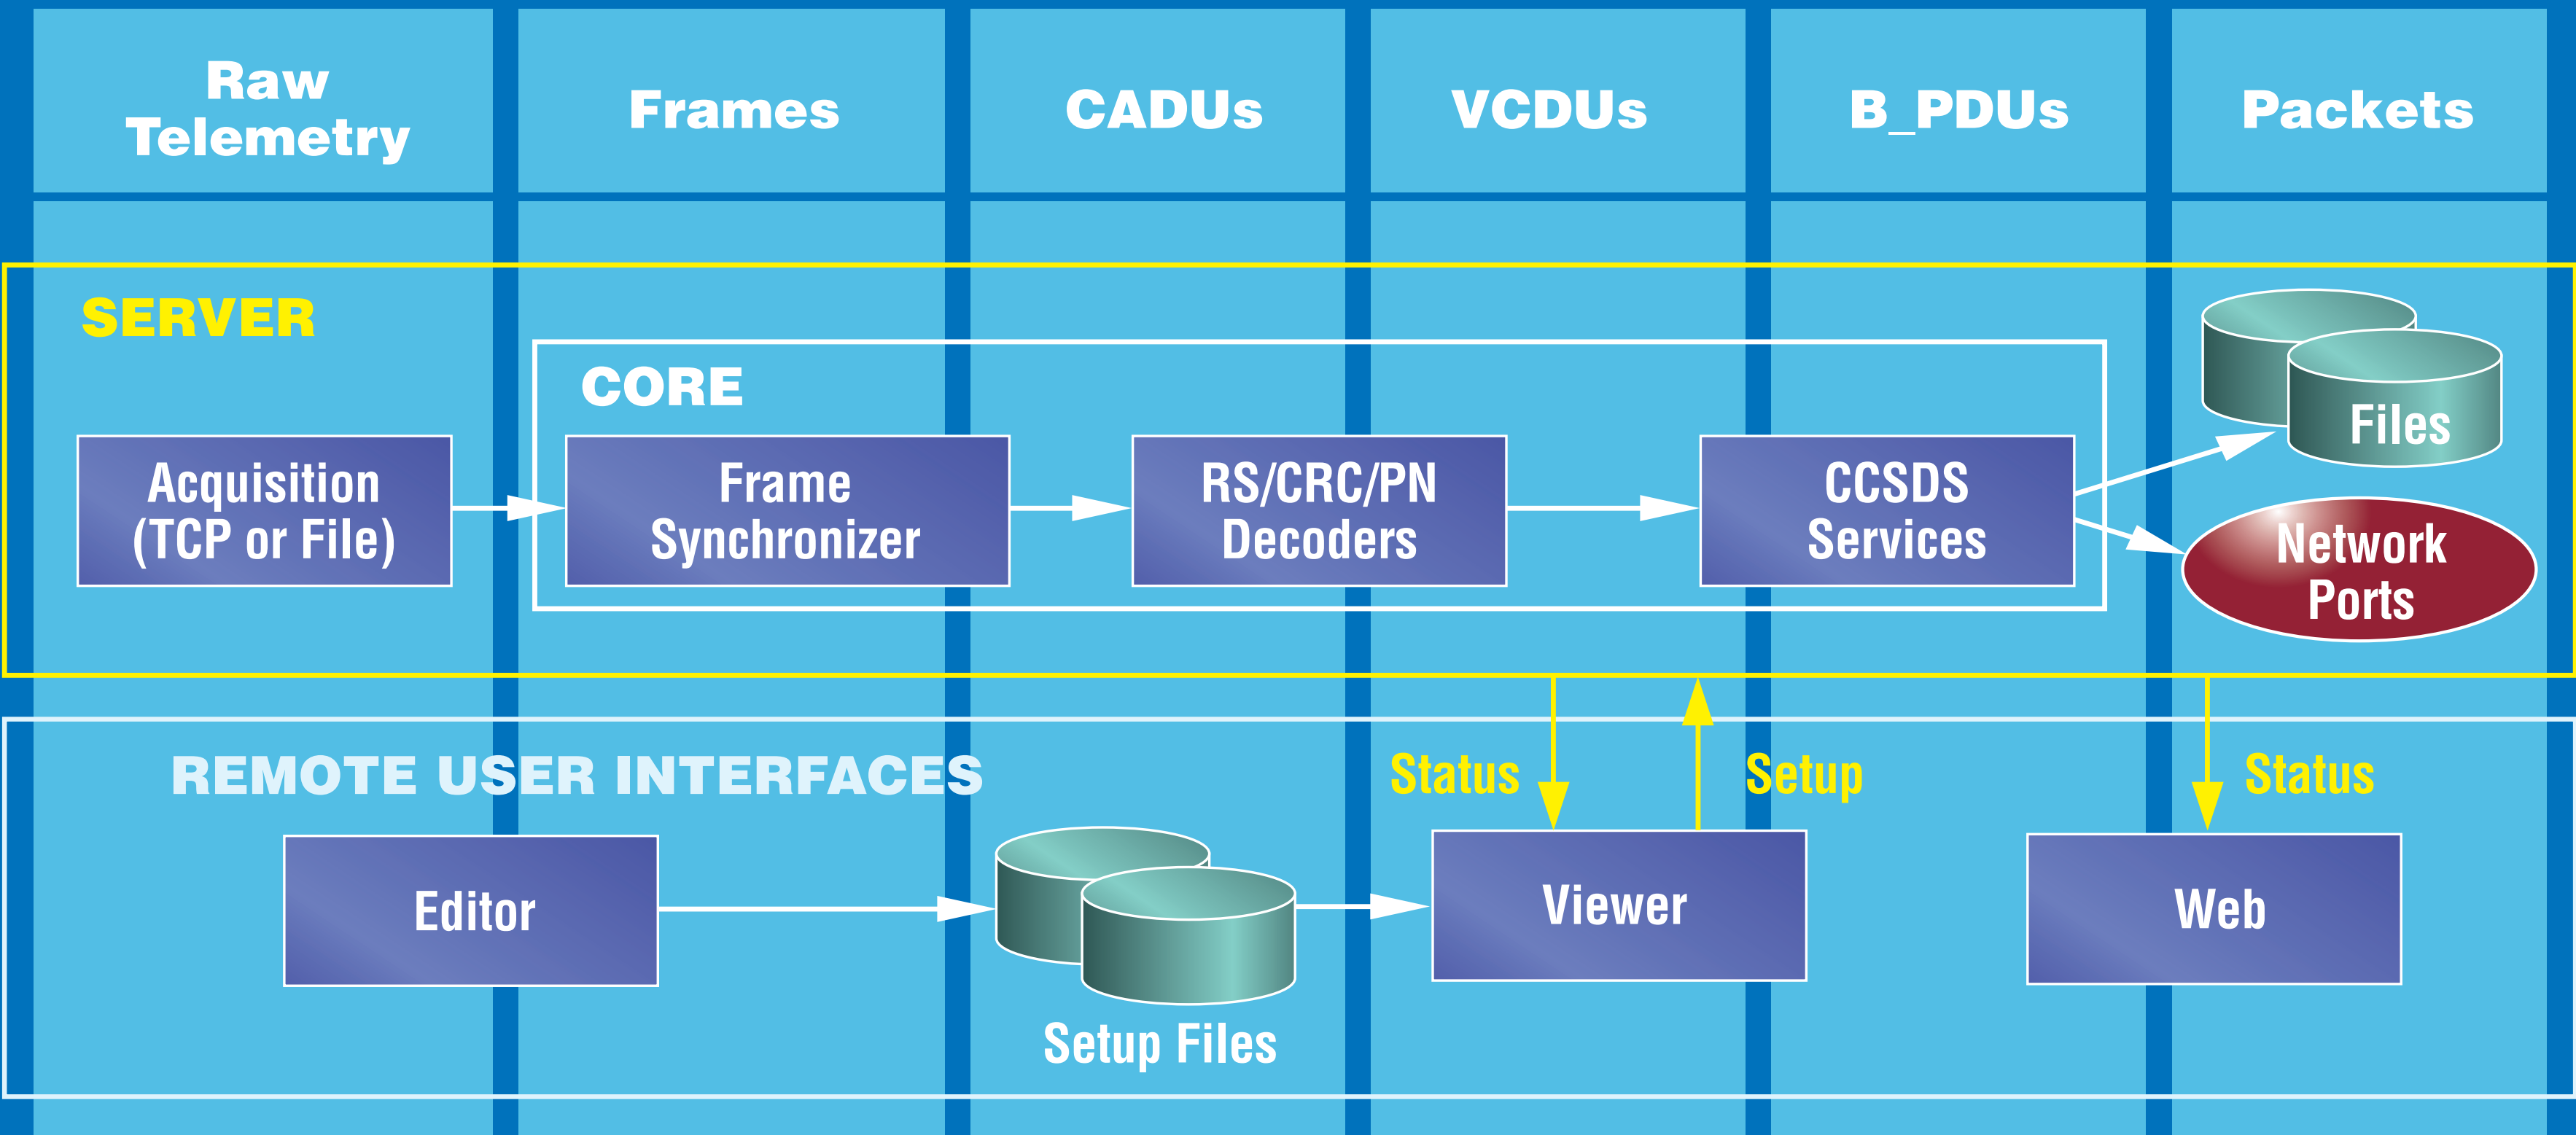 Raw
Telemetry
Frames
CADUs
VCDUs
B_PDUs
Packets
SERVER
CORE
Acquisition
(TCP or File)
Frame
Synchronizer
RS/CRC/PN
Decoders
CCSDS
Services
Files
Network
Ports
REMOTE USER INTERFACES
Status
Setup
Status
Editor
Setup Files
Viewer
Web